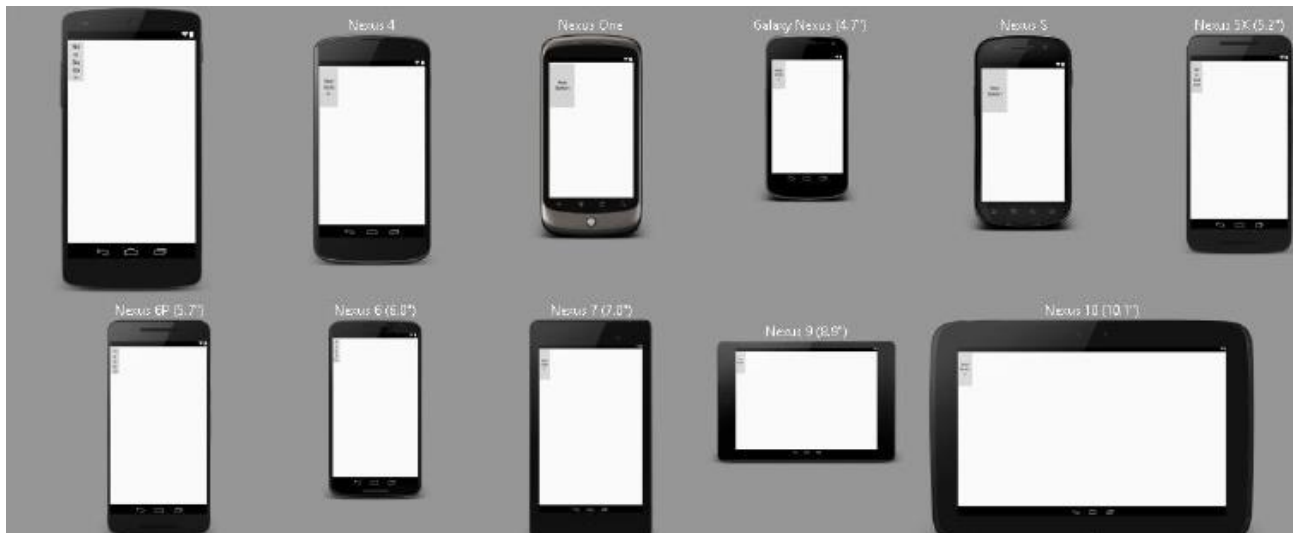 Nexus 4
Nexus One
Galaxy Nexus (4.7")
Nexus S
Nexus 5X (5.2")
Nexus 6P (5.7")
Nexus 6 (6.0")
Nexus 7 (7.0")
Nexus 9 (8.9")
Nexus 10 (10.1")